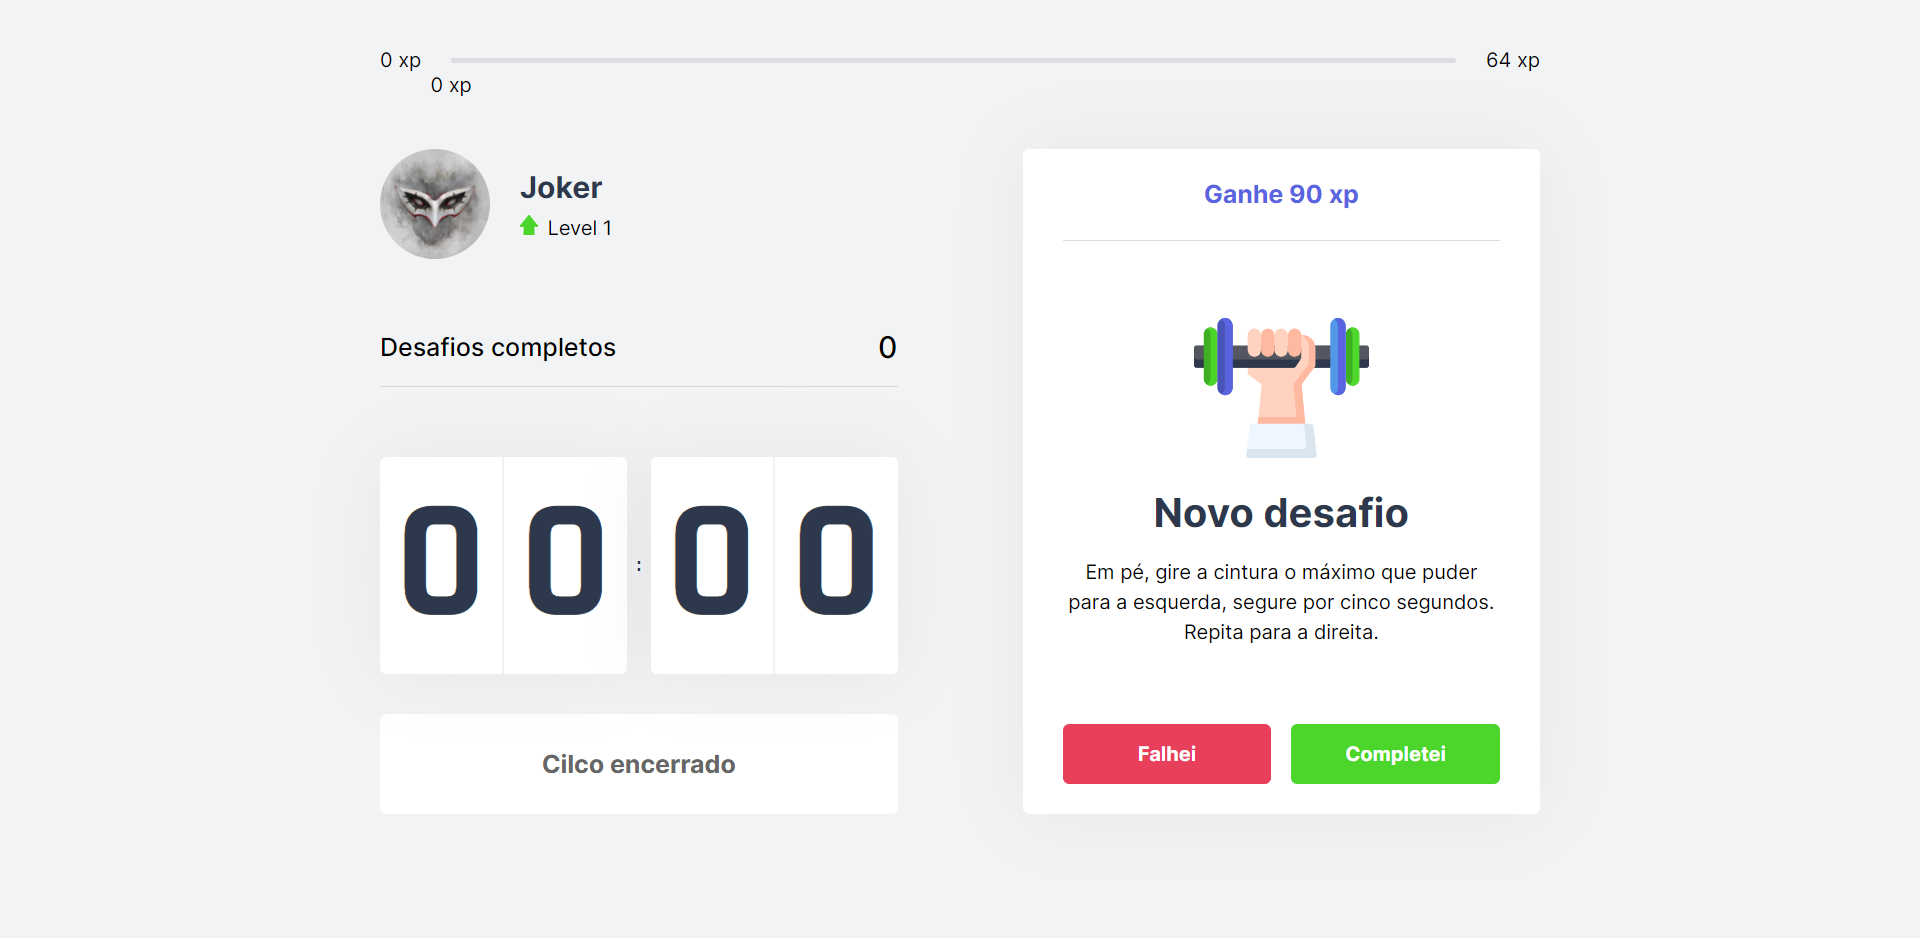 0 xp
64 xp
0 xp
Joker
Level 1
Desafios completos
0
00:00
Cilco encerrado
Ganhe 90 xp
Novo desafio
Em pé, gire a cintura o máximo que puder
para a esquerda, segure por cinco segundos.
Repita para a direita.
Falhei
Completei